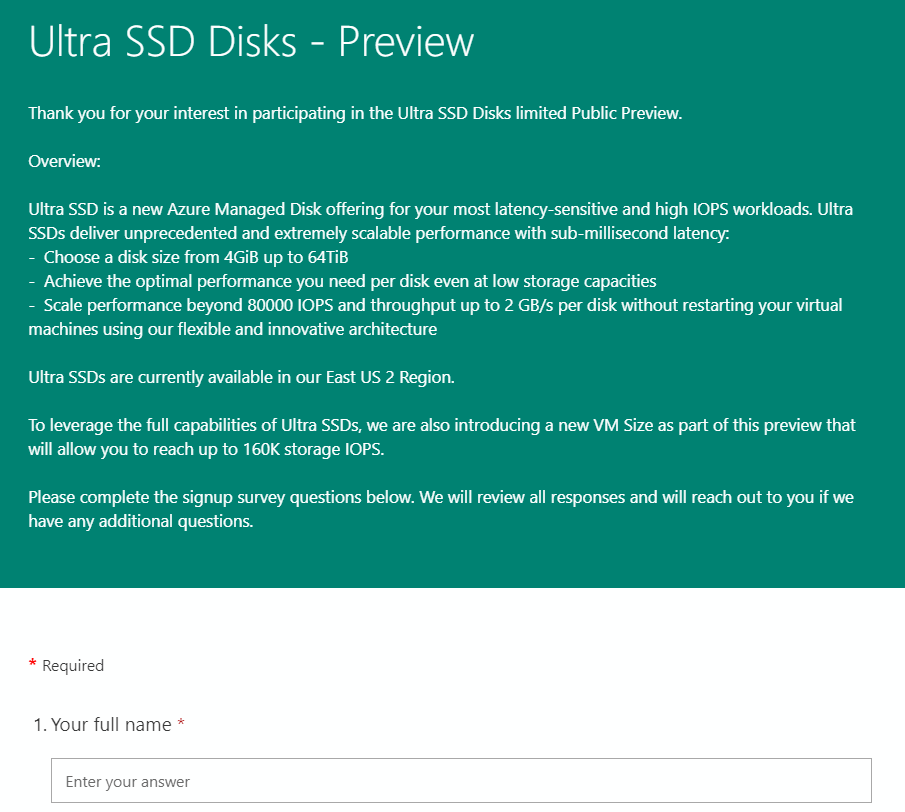 Ultra SSD Disks - Preview
Thank you for your interest in participating in the Ultra SSD Disks limited Public Preview.
Overview:
Ultra SSD is a new Azure Managed Disk offering for your most latency-sensitive and high IOPS workloads. Ultra
SSDs deliver unprecedented and extremely scalable performance with sub-millisecond latency:
- Choose a disk size from 4GiB up to 64TiB
- Achieve the optimal performance you need per disk even at low storage capacities
- Scale performance beyond 80000 IOPS and throughput up to 2 GB/s per disk without restarting your virtual
machines using our flexible and innovative architecture
Ultra SSDs are currently available in our East US 2 Region.
To leverage the full capabilities of Ultra SSDs, we are also introducing a new VM Size as part of this preview that
will allow you to reach up to 160K storage IOPS.
Please complete the signup survey questions below. We will review all responses and will reach out to you if we
have any additional questions.
* Required
1. Your full name *
Enter your answer